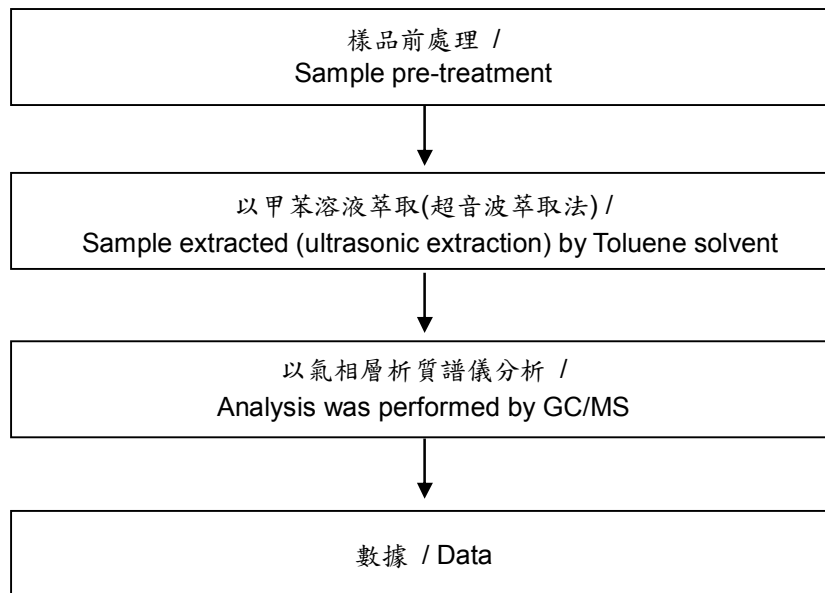 樣品前處理 /
Sample pre-treatment
以甲苯溶液萃取(超音波萃取法) /
Sample extracted (ultrasonic extraction) by Toluene solvent
以氣相層析質譜儀分析 /
Analysis was performed by GC/MS
數據 / Data